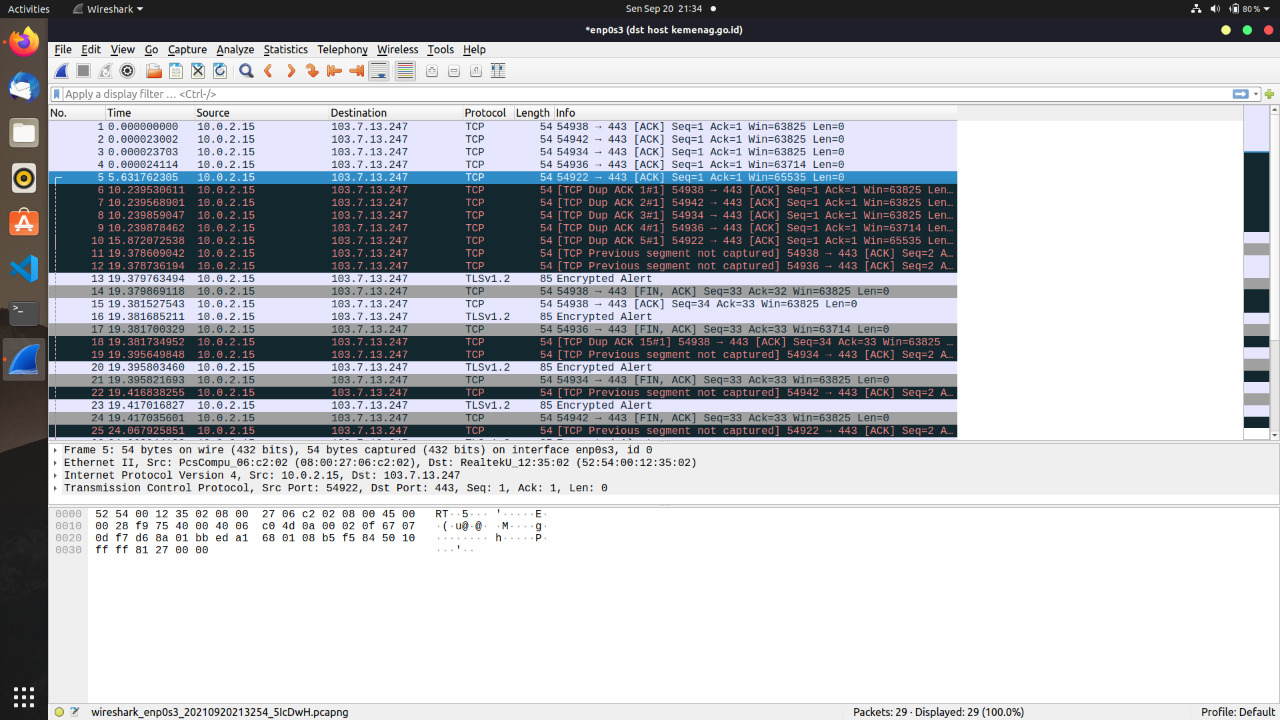 Activities Wireshark Sen Sep 20 21:34 80 %
*enp0s3 (dst host kemenag.go.id)
File Edit View Go Capture Analyze Statistics Telephony Wireless Tools Help
Apply a display filter … <Ctrl-/>
No. Time Source Destination Protocol Length Info
1 0.000000000 10.0.2.15 103.7.13.247 TCP 54 54938 → 443 [ACK] Seq=1 Ack=1 Win=63825 Len=0
2 0.000023002 10.0.2.15 103.7.13.247 TCP 54 54942 → 443 [ACK] Seq=1 Ack=1 Win=63825 Len=0
3 0.000023703 10.0.2.15 103.7.13.247 TCP 54 54934 → 443 [ACK] Seq=1 Ack=1 Win=63825 Len=0
4 0.000024114 10.0.2.15 103.7.13.247 TCP 54 54936 → 443 [ACK] Seq=1 Ack=1 Win=63714 Len=0
5 5.631762305 10.0.2.15 103.7.13.247 TCP 54 54922 → 443 [ACK] Seq=1 Ack=1 Win=65535 Len=0
6 10.239530611 10.0.2.15 103.7.13.247 TCP 54 [TCP Dup ACK 1#1] 54938 → 443 [ACK] Seq=1 Ack=1 Win=63825 Len…
7 10.239568901 10.0.2.15 103.7.13.247 TCP 54 [TCP Dup ACK 2#1] 54942 → 443 [ACK] Seq=1 Ack=1 Win=63825 Len…
8 10.239859047 10.0.2.15 103.7.13.247 TCP 54 [TCP Dup ACK 3#1] 54934 → 443 [ACK] Seq=1 Ack=1 Win=63825 Len…
9 10.239878462 10.0.2.15 103.7.13.247 TCP 54 [TCP Dup ACK 4#1] 54936 → 443 [ACK] Seq=1 Ack=1 Win=63714 Len…
10 15.872072538 10.0.2.15 103.7.13.247 TCP 54 [TCP Dup ACK 5#1] 54922 → 443 [ACK] Seq=1 Ack=1 Win=65535 Len…
11 19.378609042 10.0.2.15 103.7.13.247 TCP 54 [TCP Previous segment not captured] 54938 → 443 [ACK] Seq=2 A…
12 19.378736194 10.0.2.15 103.7.13.247 TCP 54 [TCP Previous segment not captured] 54936 → 443 [ACK] Seq=2 A…
13 19.379763494 10.0.2.15 103.7.13.247 TLSv1.2 85 Encrypted Alert
14 19.379869118 10.0.2.15 103.7.13.247 TCP 54 54938 → 443 [FIN, ACK] Seq=33 Ack=32 Win=63825 Len=0
15 19.381527543 10.0.2.15 103.7.13.247 TCP 54 54938 → 443 [ACK] Seq=34 Ack=33 Win=63825 Len=0
16 19.381685211 10.0.2.15 103.7.13.247 TLSv1.2 85 Encrypted Alert
17 19.381700329 10.0.2.15 103.7.13.247 TCP 54 54936 → 443 [FIN, ACK] Seq=33 Ack=33 Win=63714 Len=0
18 19.381734952 10.0.2.15 103.7.13.247 TCP 54 [TCP Dup ACK 15#1] 54938 → 443 [ACK] Seq=34 Ack=33 Win=63825 …
19 19.395649848 10.0.2.15 103.7.13.247 TCP 54 [TCP Previous segment not captured] 54934 → 443 [ACK] Seq=2 A…
20 19.395803460 10.0.2.15 103.7.13.247 TLSv1.2 85 Encrypted Alert
21 19.395821693 10.0.2.15 103.7.13.247 TCP 54 54934 → 443 [FIN, ACK] Seq=33 Ack=33 Win=63825 Len=0
22 19.416838255 10.0.2.15 103.7.13.247 TCP 54 [TCP Previous segment not captured] 54942 → 443 [ACK] Seq=2 A…
23 19.417016827 10.0.2.15 103.7.13.247 TLSv1.2 85 Encrypted Alert
24 19.417035601 10.0.2.15 103.7.13.247 TCP 54 54942 → 443 [FIN, ACK] Seq=33 Ack=33 Win=63825 Len=0
25 24.067925851 10.0.2.15 103.7.13.247 TCP 54 [TCP Previous segment not captured] 54922 → 443 [ACK] Seq=2 A…
Frame 5: 54 bytes on wire (432 bits), 54 bytes captured (432 bits) on interface enp0s3, id 0
Ethernet II, Src: PcsCompu_06:c2:02 (08:00:27:06:c2:02), Dst: RealtekU_12:35:02 (52:54:00:12:35:02)
Internet Protocol Version 4, Src: 10.0.2.15, Dst: 103.7.13.247
Transmission Control Protocol, Src Port: 54922, Dst Port: 443, Seq: 1, Ack: 1, Len: 0
0000 52 54 00 12 35 02 08 00 27 06 c2 02 08 00 45 00 RT··5··· '·····E·
0010 00 28 f9 75 40 00 40 06 c0 4d 0a 00 02 0f 67 07 ·(·u@·@· ·M····g·
0020 0d f7 d6 8a 01 bb ed a1 68 01 08 b5 f5 84 50 10 ········ h·····P·
0030 ff ff 81 27 00 00 ···'··
wireshark_enp0s3_20210920213254_5IcDwH.pcapng Packets: 29 · Displayed: 29 (100.0%) Profile: Default